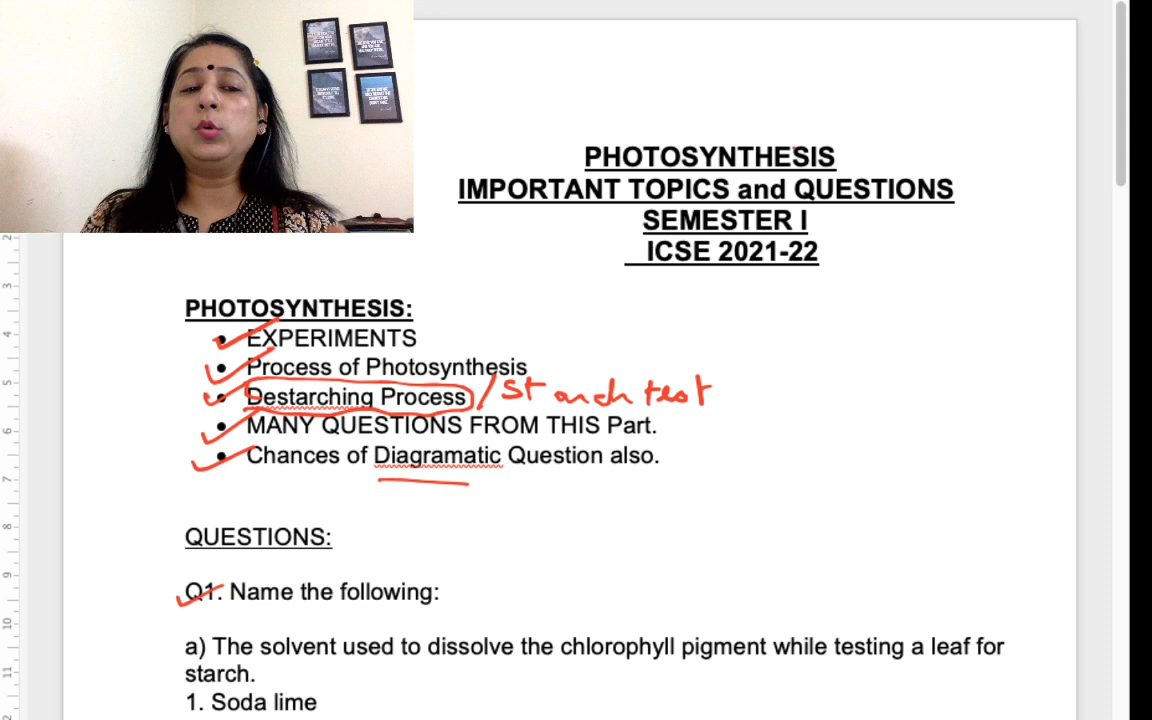 PHOTOSYNTHESIS
IMPORTANT TOPICS and QUESTIONS
SEMESTER I
ICSE 2021-22
PHOTOSYNTHESIS:
• EXPERIMENTS
• Process of Photosynthesis
• Destarching Process / Starch test
• MANY QUESTIONS FROM THIS Part.
• Chances of Diagramatic Question also.
QUESTIONS:
Q1. Name the following:
a) The solvent used to dissolve the chlorophyll pigment while testing a leaf for
starch.
1. Soda lime